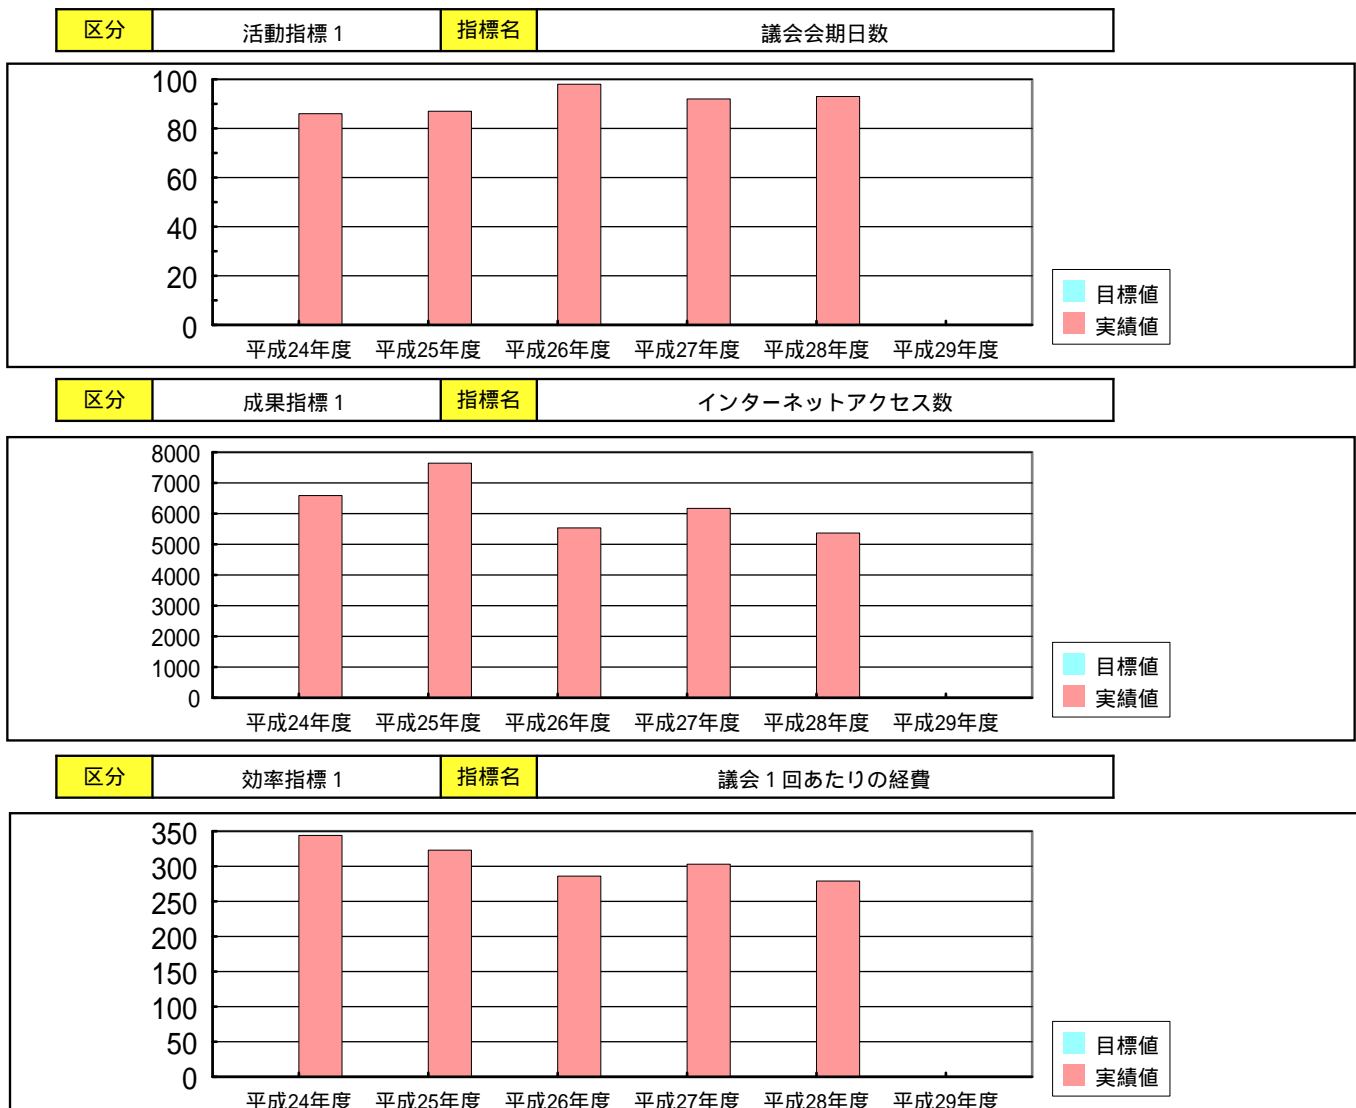 区分 活動指標1 指標名 議会会期日数
100
80
60
40
20
0
平成24年度 平成25年度 平成26年度 平成27年度 平成28年度 平成29年度
目標値
実績値
区分 成果指標1 指標名 インターネットアクセス数
8000
7000
6000
5000
4000
3000
2000
1000
0
平成24年度 平成25年度 平成26年度 平成27年度 平成28年度 平成29年度
目標値
実績値
区分 効率指標1 指標名 議会1回あたりの経費
350
300
250
200
150
100
50
0
平成24年度 平成25年度 平成26年度 平成27年度 平成28年度 平成29年度
目標値
実績値